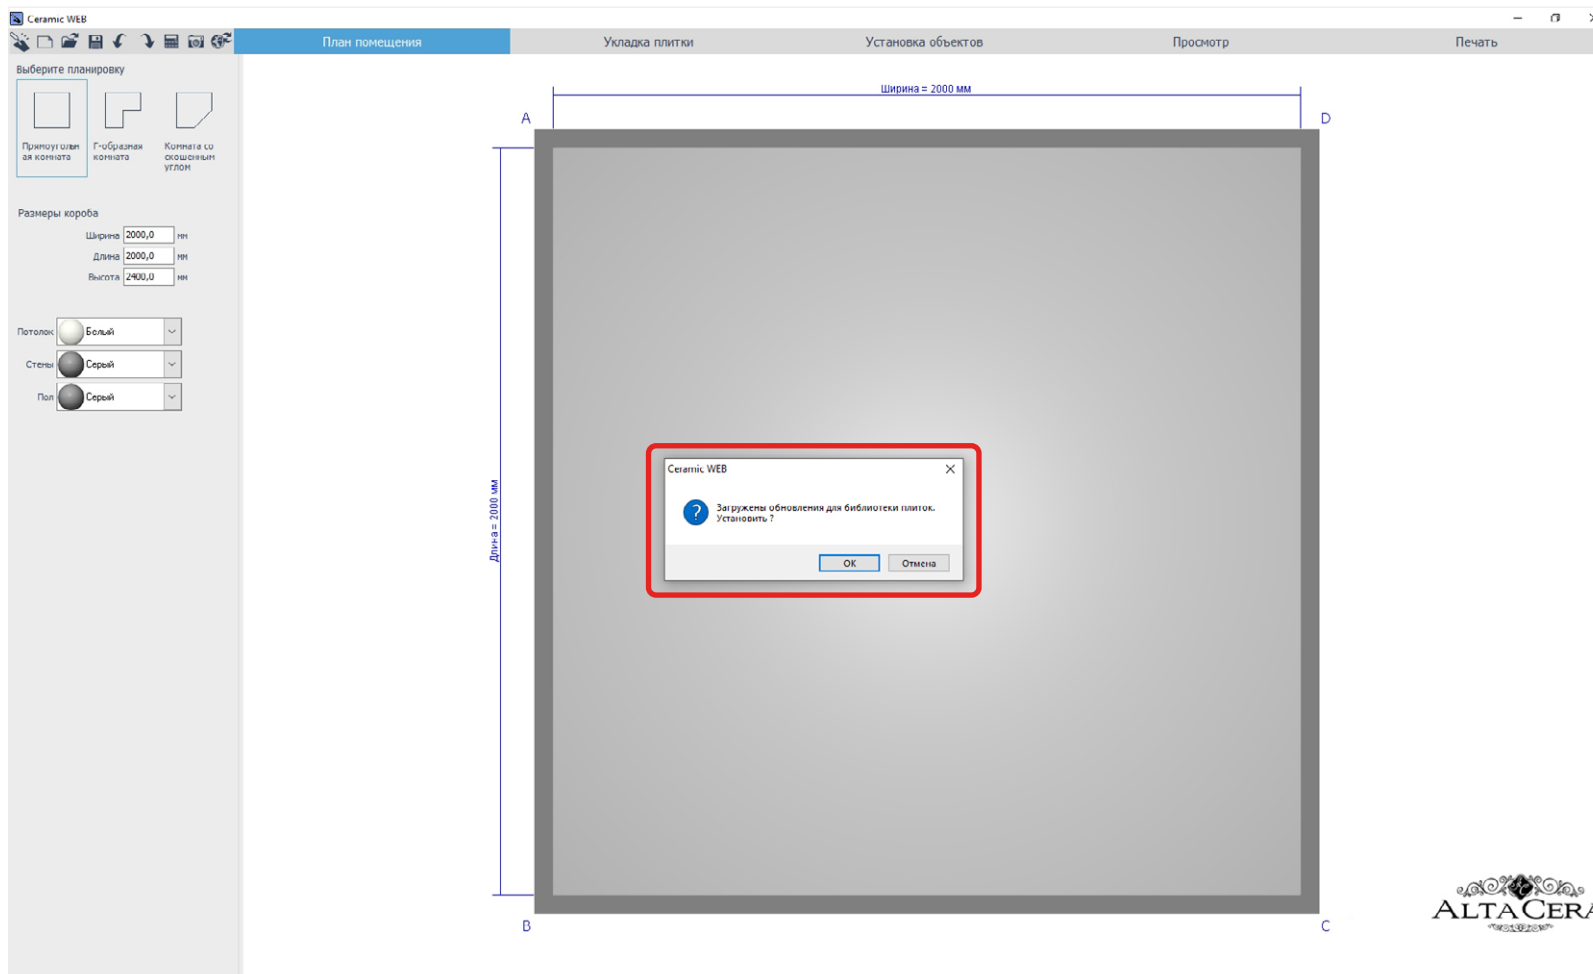 Ceramic WEB
План помещения
Укладка плитки
Установка объектов
Просмотр
Печать
Выберите планировку
Прямоугольн
ая комната
Г-образная
комната
Комната со
скошенным
углом
Размеры короба
Ширина 2000,0 мм
Длина 2000,0 мм
Высота 2400,0 мм
Потолок Белый
Стены Серый
Пол Серый
Ширина = 2000 мм
A
D
Длина = 2000 мм
Ceramic WEB
Загружены обновления для библиотеки плиток.
Установить ?
OK
Отмена
B
C
AC
ALTACERA